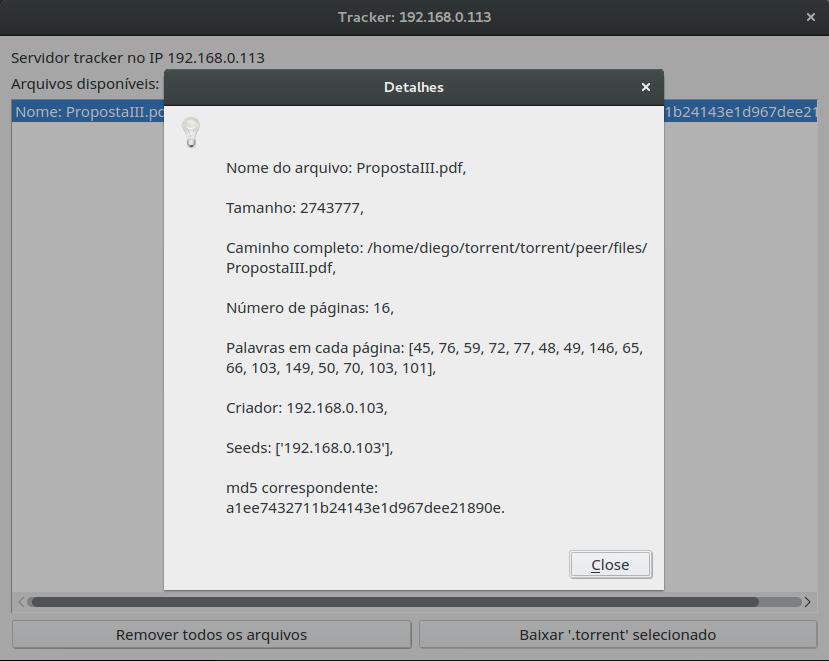 Tracker: 192.168.0.113
Servidor tracker no IP 192.168.0.113
Arquivos disponíveis:
Nome: PropostaIII.pd 1b24143e1d967dee21
Detalhes
Nome do arquivo: PropostaIII.pdf,
Tamanho: 2743777,
Caminho completo: /home/diego/torrent/torrent/peer/files/
PropostaIII.pdf,
Número de páginas: 16,
Palavras em cada página: [45, 76, 59, 72, 77, 48, 49, 146, 65,
66, 103, 149, 50, 70, 103, 101],
Criador: 192.168.0.103,
Seeds: ['192.168.0.103'],
md5 correspondente:
a1ee7432711b24143e1d967dee21890e.
Close
Remover todos os arquivos
Baixar '.torrent' selecionado